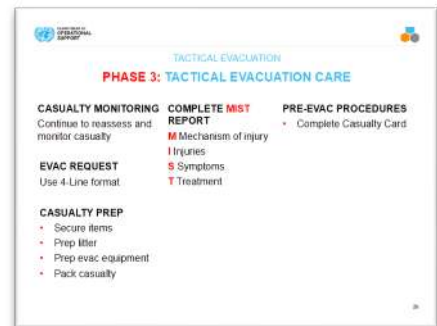 OPERATIONAL
SUPPORT
TACTICAL EVACUATION
PHASE 3: TACTICAL EVACUATION CARE
CASUALTY MONITORING
Continue to reassess and
monitor casualty
EVAC REQUEST
Use 4-Line format
CASUALTY PREP
• Secure items
• Prep litter
• Prep evac equipment
• Pack casualty
COMPLETE MIST
REPORT
M Mechanism of injury
I Injuries
S Symptoms
T Treatment
PRE-EVAC PROCEDURES
• Complete Casualty Card